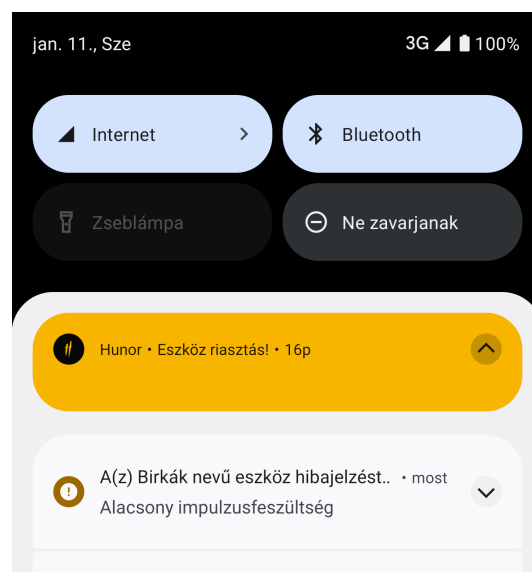 jan. 11., Sze 3G 100%
Internet Bluetooth
Zseblámpa Ne zavarjanak
Hunor • Eszköz riasztás! • 16p
A(z) Birkák nevű eszköz hibajelzést.. • most
Alacsony impulzusfeszültség